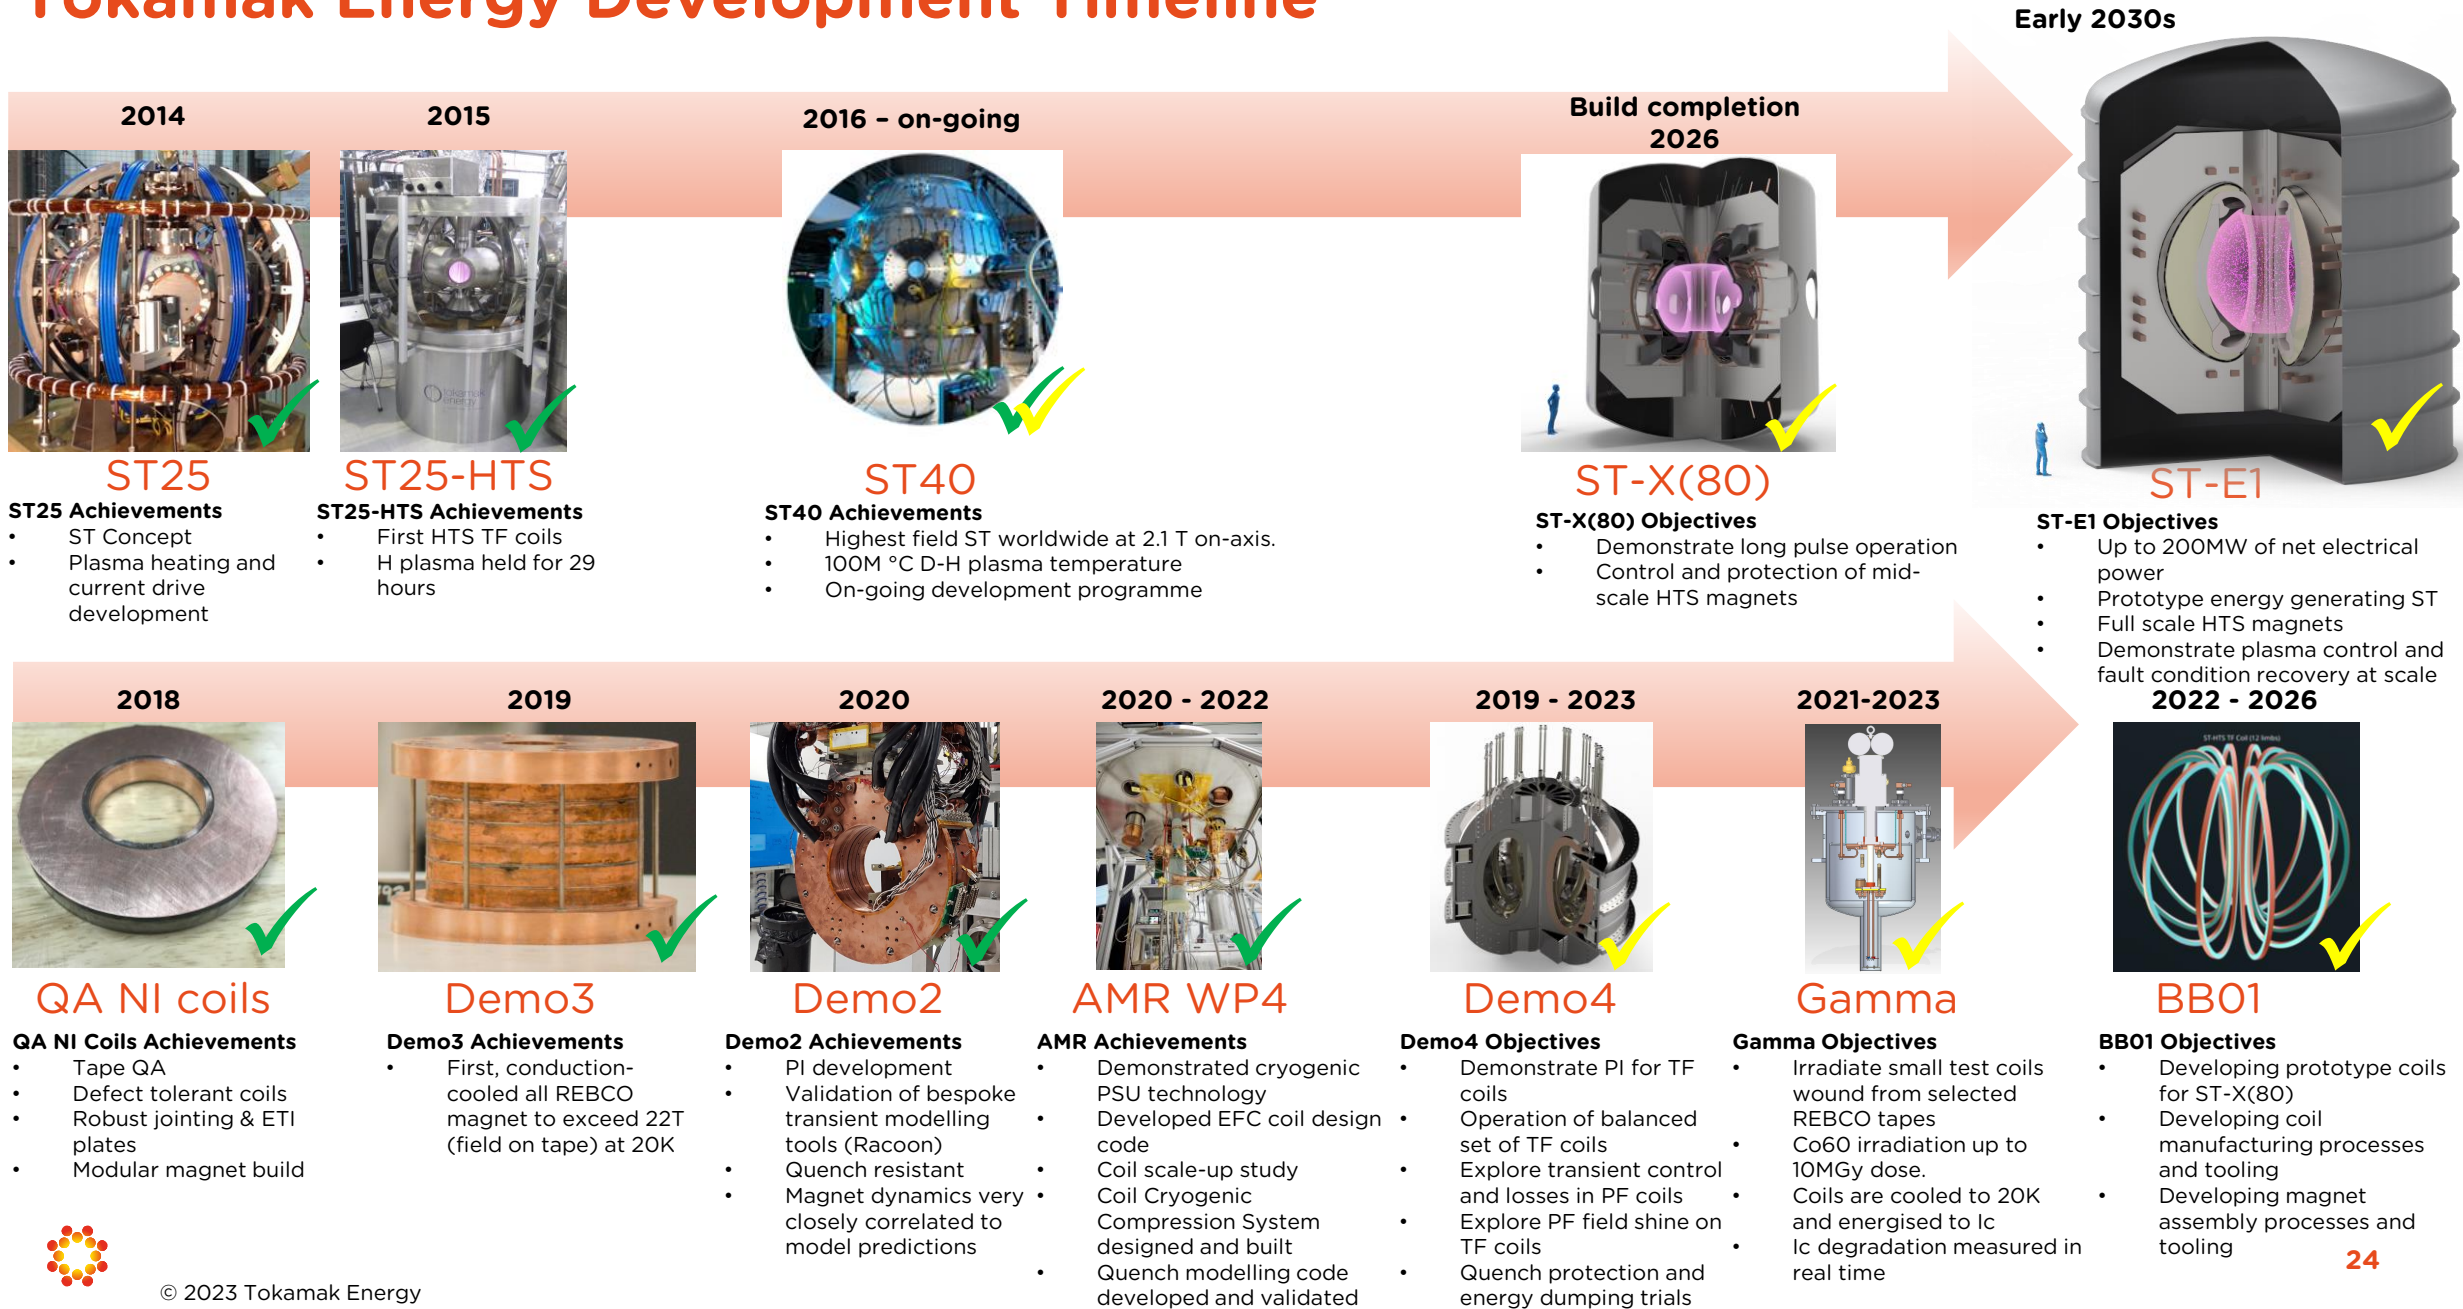 Tokamak Energy Development Timeline
Early 2030s
2014
2015
2016 – on-going
Build completion
2026
tokamak
energy
ST25
ST25 Achievements
• ST Concept
• Plasma heating and
current drive
development
ST25-HTS
ST25-HTS Achievements
• First HTS TF coils
• H plasma held for 29
hours
ST40
ST40 Achievements
• Highest field ST worldwide at 2.1 T on-axis.
• 100M °C D-H plasma temperature
• On-going development programme
ST-X(80)
ST-X(80) Objectives
• Demonstrate long pulse operation
• Control and protection of mid-
scale HTS magnets
ST-E1
ST-E1 Objectives
• Up to 200MW of net electrical
power
• Prototype energy generating ST
• Full scale HTS magnets
• Demonstrate plasma control and
fault condition recovery at scale
2018
2019
2020
2020 - 2022
2019 - 2023
2021-2023
2022 - 2026
ST-HTS TF Coil (12 limbs)
QA NI coils
QA NI Coils Achievements
• Tape QA
• Defect tolerant coils
• Robust jointing & ETI
plates
• Modular magnet build
Demo3
Demo3 Achievements
• First, conduction-
cooled all REBCO
magnet to exceed 22T
(field on tape) at 20K
Demo2
Demo2 Achievements
• PI development
• Validation of bespoke
transient modelling
tools (Racoon)
• Quench resistant
• Magnet dynamics very
closely correlated to
model predictions
AMR WP4
AMR Achievements
• Demonstrated cryogenic
PSU technology
• Developed EFC coil design
code
• Coil scale-up study
• Coil Cryogenic
Compression System
designed and built
• Quench modelling code
developed and validated
Demo4
Demo4 Objectives
• Demonstrate PI for TF
coils
• Operation of balanced
set of TF coils
• Explore transient control
and losses in PF coils
• Explore PF field shine on
TF coils
• Quench protection and
energy dumping trials
Gamma
Gamma Objectives
• Irradiate small test coils
wound from selected
REBCO tapes
• Co60 irradiation up to
10MGy dose.
• Coils are cooled to 20K
and energised to Ic
• Ic degradation measured in
real time
BB01
BB01 Objectives
• Developing prototype coils
for ST-X(80)
• Developing coil
manufacturing processes
and tooling
• Developing magnet
assembly processes and
tooling
24
© 2023 Tokamak Energy